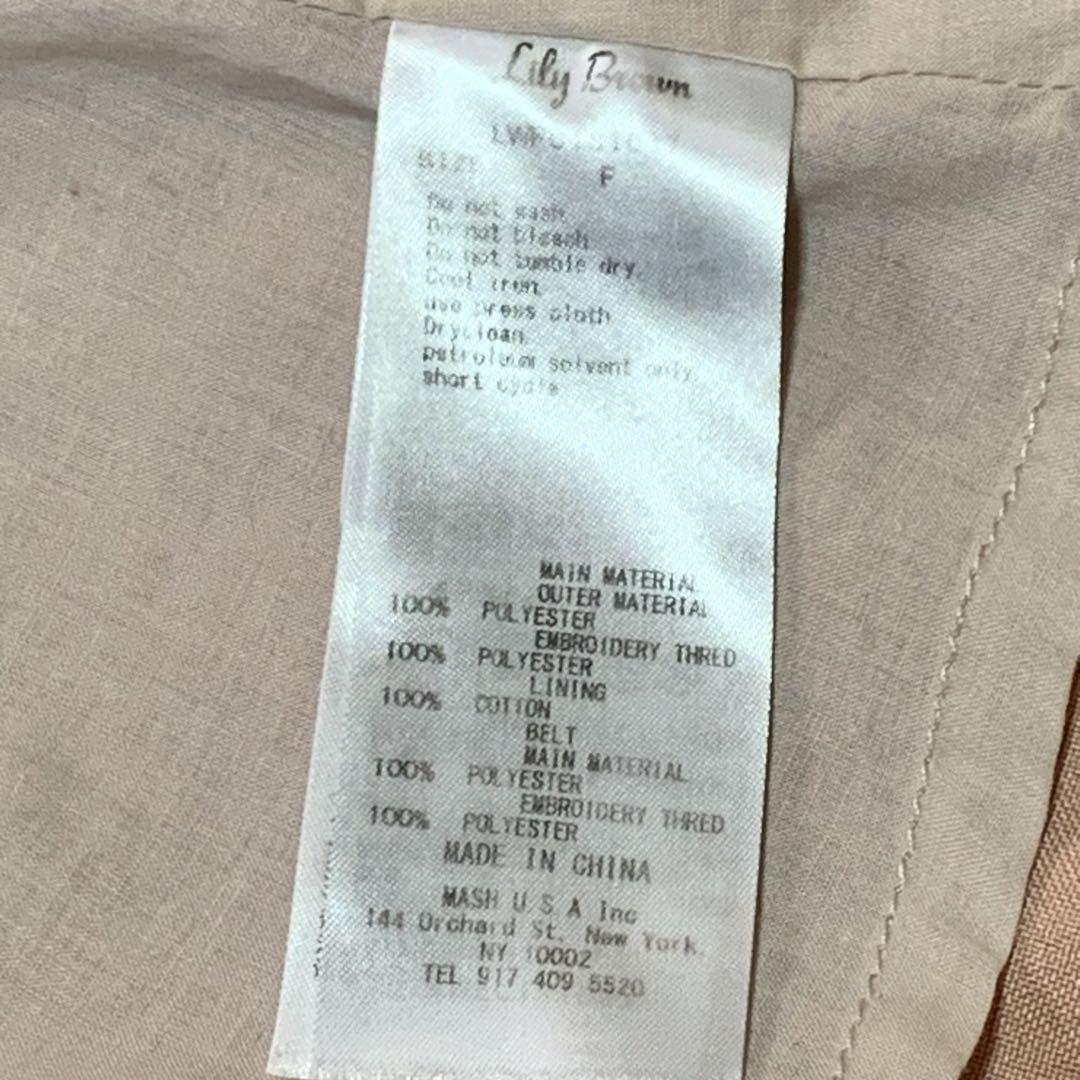 Lily Brown
SIZE F
Do not wash.
Do not bleach
Do not tumble dry.
Cool iron
use press cloth
Dryclean
petroleum solvent only.
short cycle
MAIN MATERIAL
OUTER MATERIAL
100% POLYESTER
EMBROIDERY THRED
100% POLYESTER
LINING
100% COTTON
BELT
MAIN MATERIAL
100% POLYESTER
EMBROIDERY THRED
100% POLYESTER
MADE IN CHINA
MASH U S A Inc
144 Orchard St. New York.
NY 10002
TEL 917 409 5520